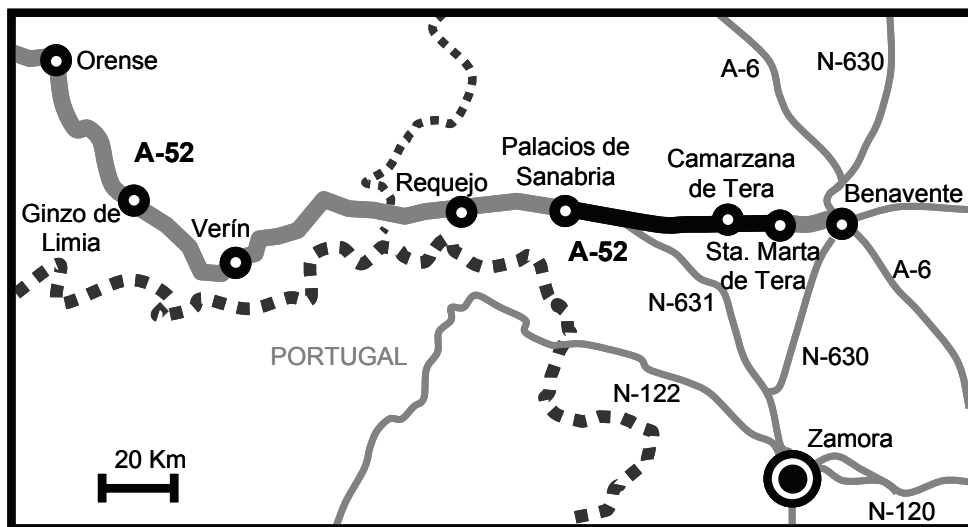 Orense
A-6
N-630
A-52
Palacios de
Sanabria
Camarzana
de Tera
Requejo
Benavente
Ginzo de
Limia
Verín
A-52
Sta. Marta
de Tera
A-6
N-631
PORTUGAL
N-630
N-122
Zamora
20 Km
N-120